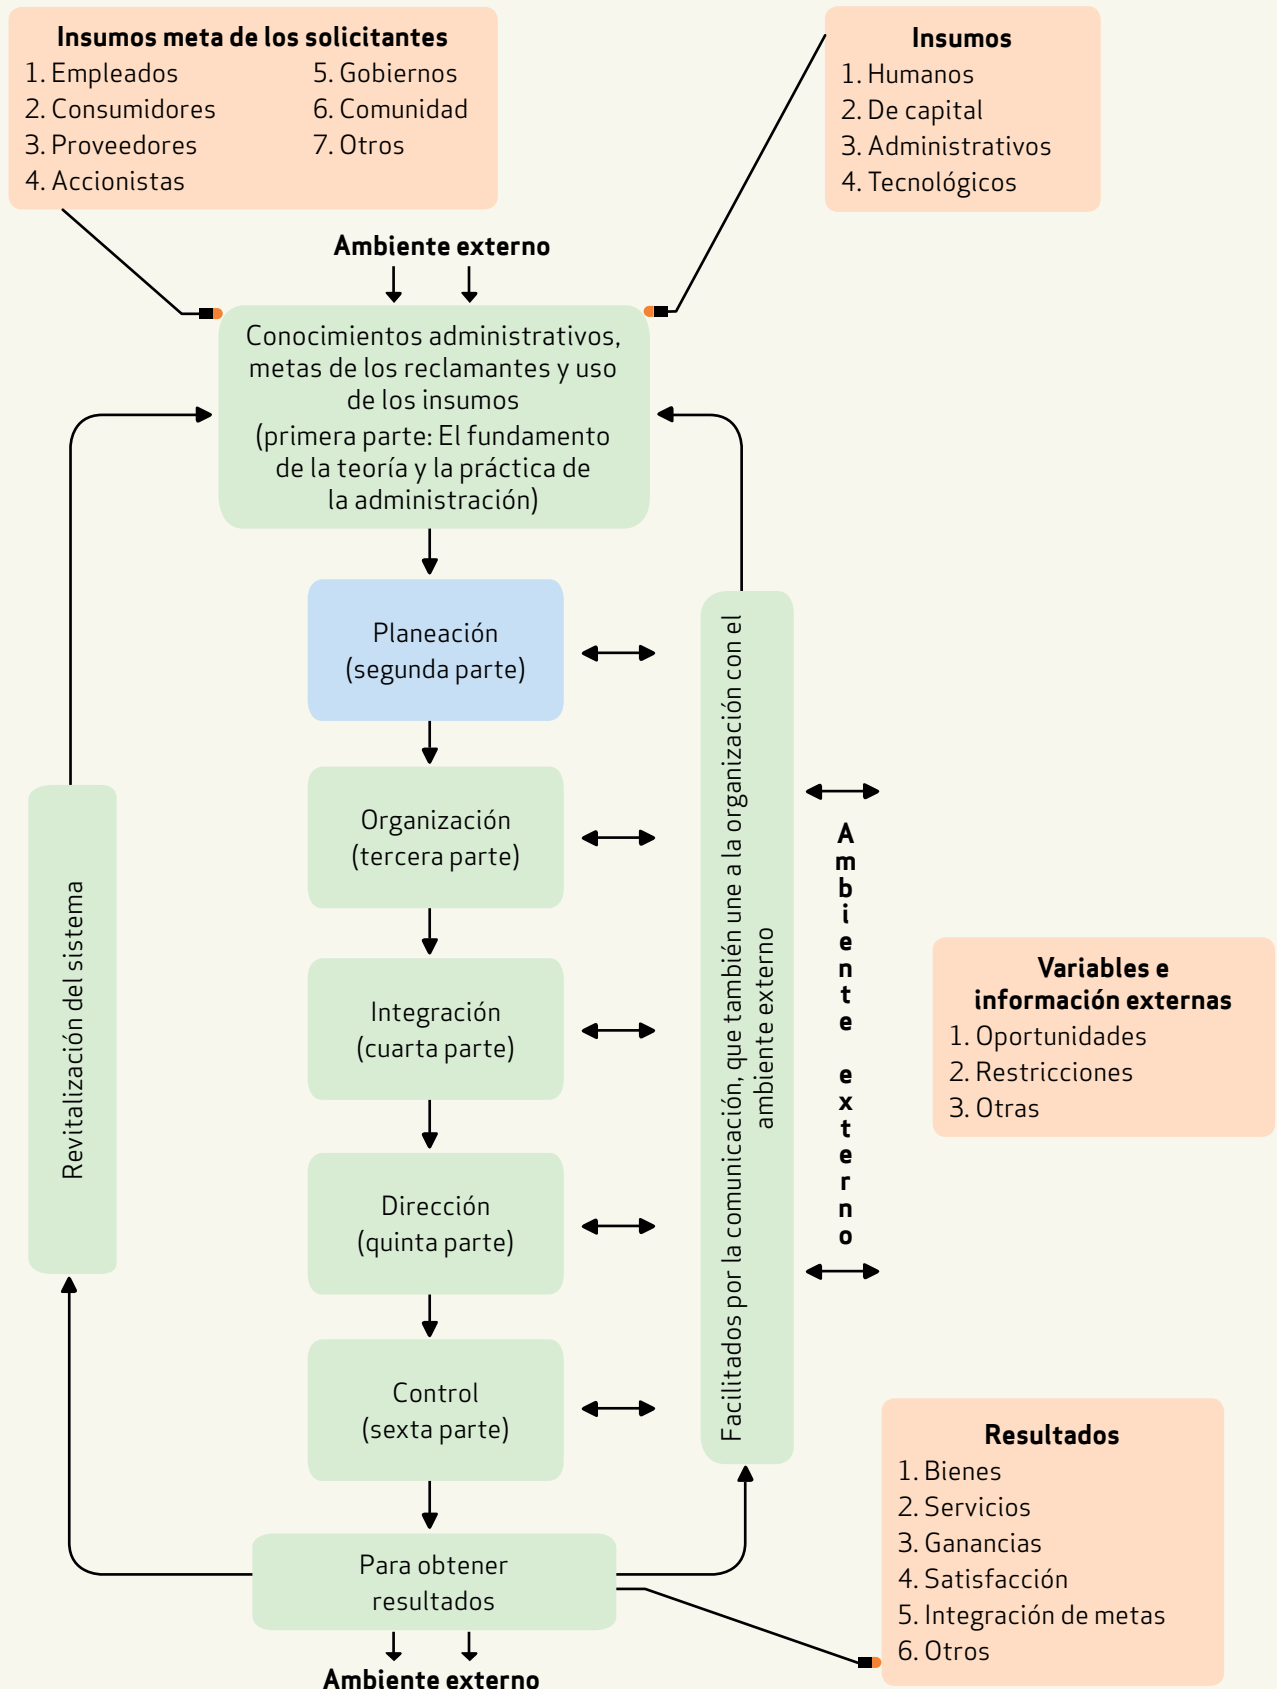 Insumos meta de los solicitantes
1. Empleados
2. Consumidores
3. Proveedores
4. Accionistas
5. Gobiernos
6. Comunidad
7. Otros
Insumos
1. Humanos
2. De capital
3. Administrativos
4. Tecnológicos
Ambiente externo
Conocimientos administrativos,
metas de los reclamantes y uso
de los insumos
(primera parte: El fundamento
de la teoría y la práctica de
la administración)
Planeación
(segunda parte)
Organización
(tercera parte)
Integración
(cuarta parte)
Dirección
(quinta parte)
Control
(sexta parte)
Para obtener
resultados
Ambiente externo
Revitalización del sistema
Facilitados por la comunicación, que también une a la organización con el
ambiente externo
Ambiente externo
Variables e
información externas
1. Oportunidades
2. Restricciones
3. Otras
Resultados
1. Bienes
2. Servicios
3. Ganancias
4. Satisfacción
5. Integración de metas
6. Otros